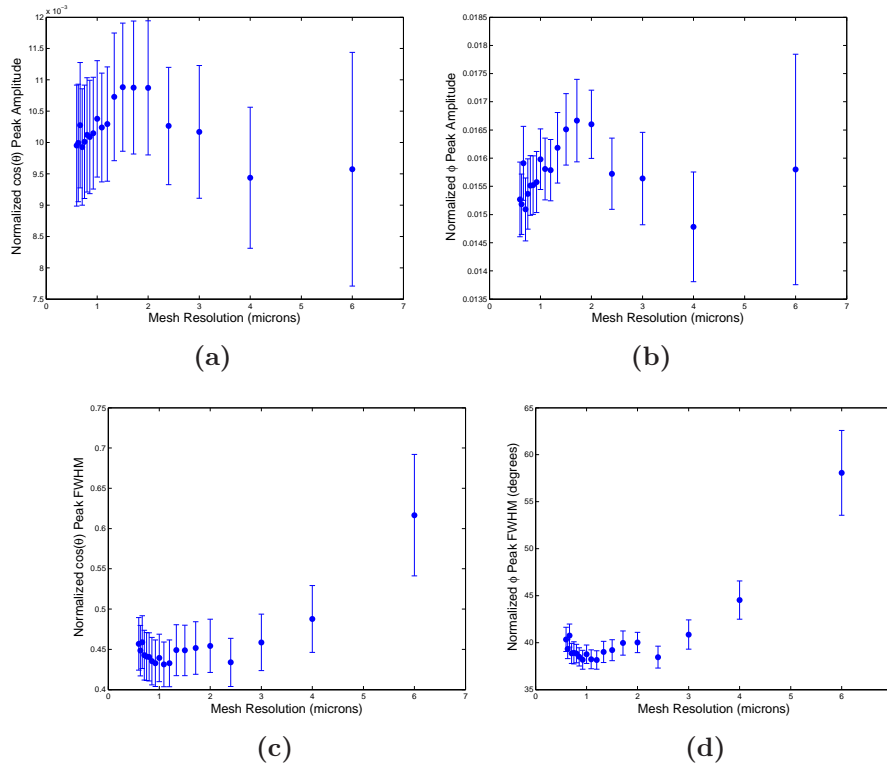 x 10⁻³
12
11.5
11
10.5
10
9.5
9
8.5
8
7.5
0 1 2 3 4 5 6 7
Normalized cos(θ) Peak Amplitude
Mesh Resolution (microns)
(a)
0.0185
0.018
0.0175
0.017
0.0165
0.016
0.0155
0.015
0.0145
0.014
0.0135
0 1 2 3 4 5 6 7
Normalized ϕ Peak Amplitude
Mesh Resolution (microns)
(b)
0.75
0.7
0.65
0.6
0.55
0.5
0.45
0.4
0 1 2 3 4 5 6 7
Normalized cos(θ) Peak FWHM
Mesh Resolution (microns)
(c)
65
60
55
50
45
40
35
0 1 2 3 4 5 6
Normalized ϕ Peak FWHM (degrees)
Mesh Resolution (microns)
(d)